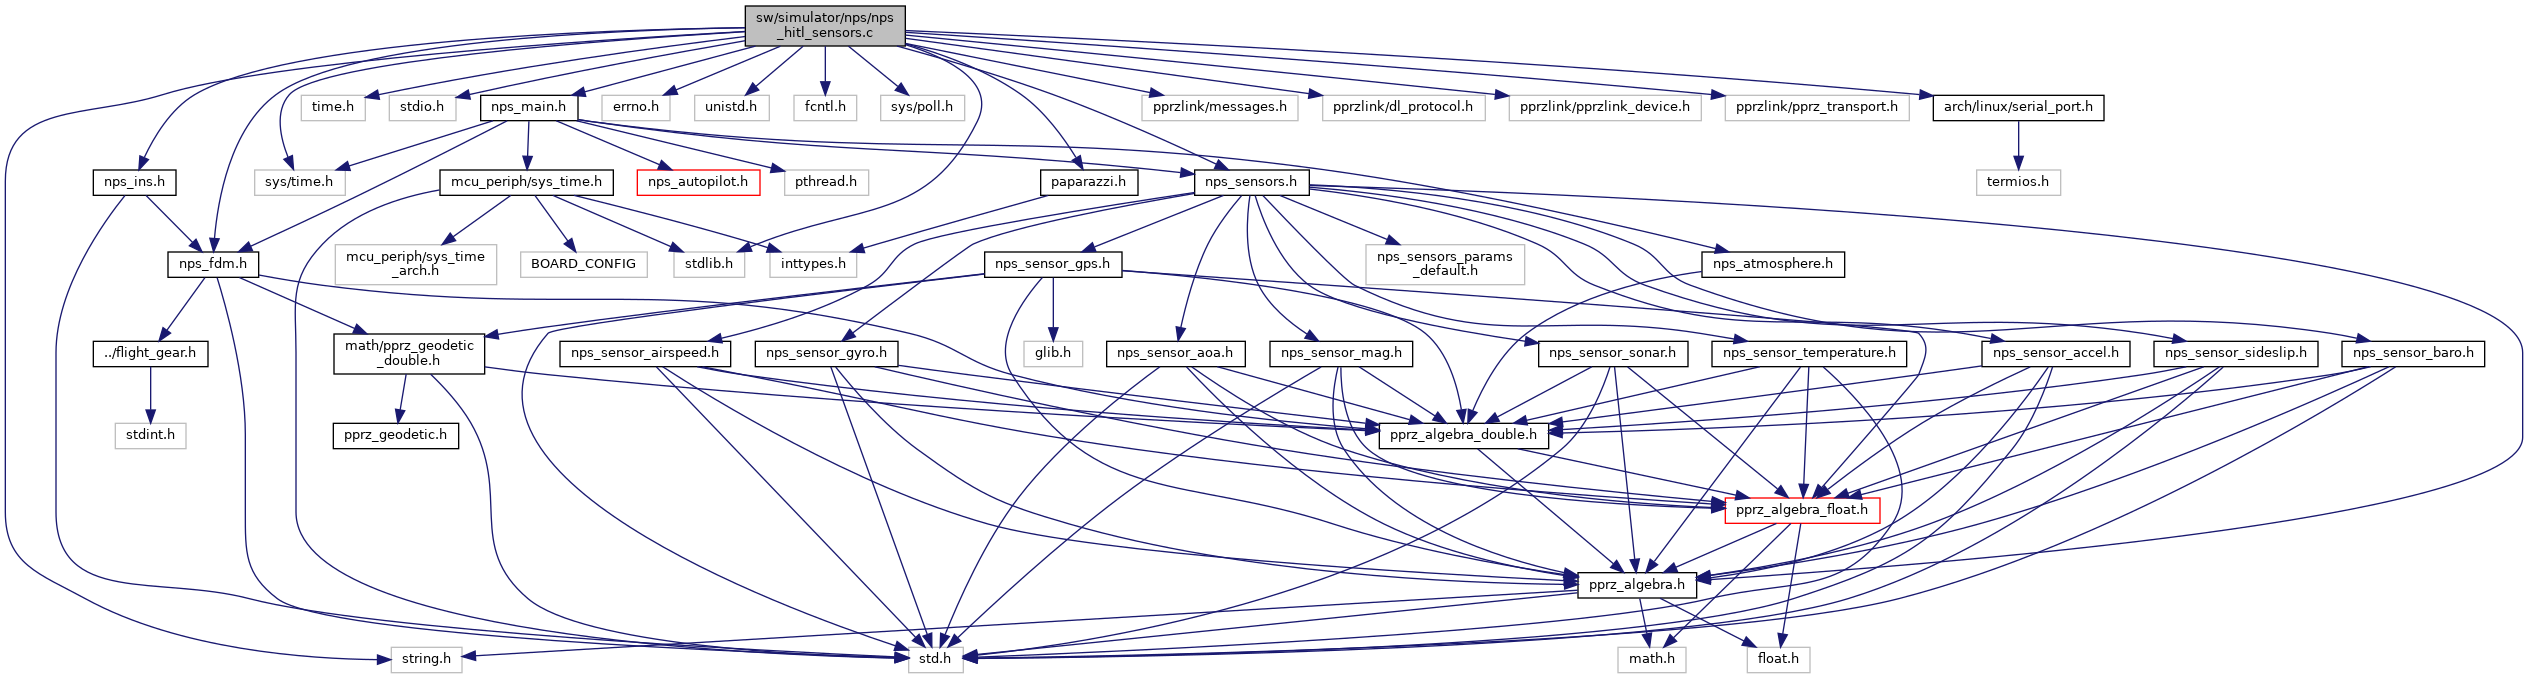 sw/simulator/nps/nps
_hitl_sensors.c
time.h
stdio.h
nps_main.h
errno.h
unistd.h
fcntl.h
sys/poll.h
pprzlink/messages.h
pprzlink/dl_protocol.h
pprzlink/pprzlink_device.h
pprzlink/pprz_transport.h
arch/linux/serial_port.h
nps_ins.h
sys/time.h
mcu_periph/sys_time.h
nps_autopilot.h
pthread.h
paparazzi.h
nps_sensors.h
termios.h
nps_fdm.h
mcu_periph/sys_time
_arch.h
BOARD_CONFIG
stdlib.h
inttypes.h
nps_sensor_gps.h
nps_sensors_params
_default.h
nps_atmosphere.h
../flight_gear.h
math/pprz_geodetic
_double.h
nps_sensor_airspeed.h
nps_sensor_gyro.h
glib.h
nps_sensor_aoa.h
nps_sensor_mag.h
nps_sensor_sonar.h
nps_sensor_temperature.h
nps_sensor_accel.h
nps_sensor_sideslip.h
nps_sensor_baro.h
stdint.h
pprz_geodetic.h
pprz_algebra_double.h
pprz_algebra_float.h
pprz_algebra.h
string.h
std.h
math.h
float.h